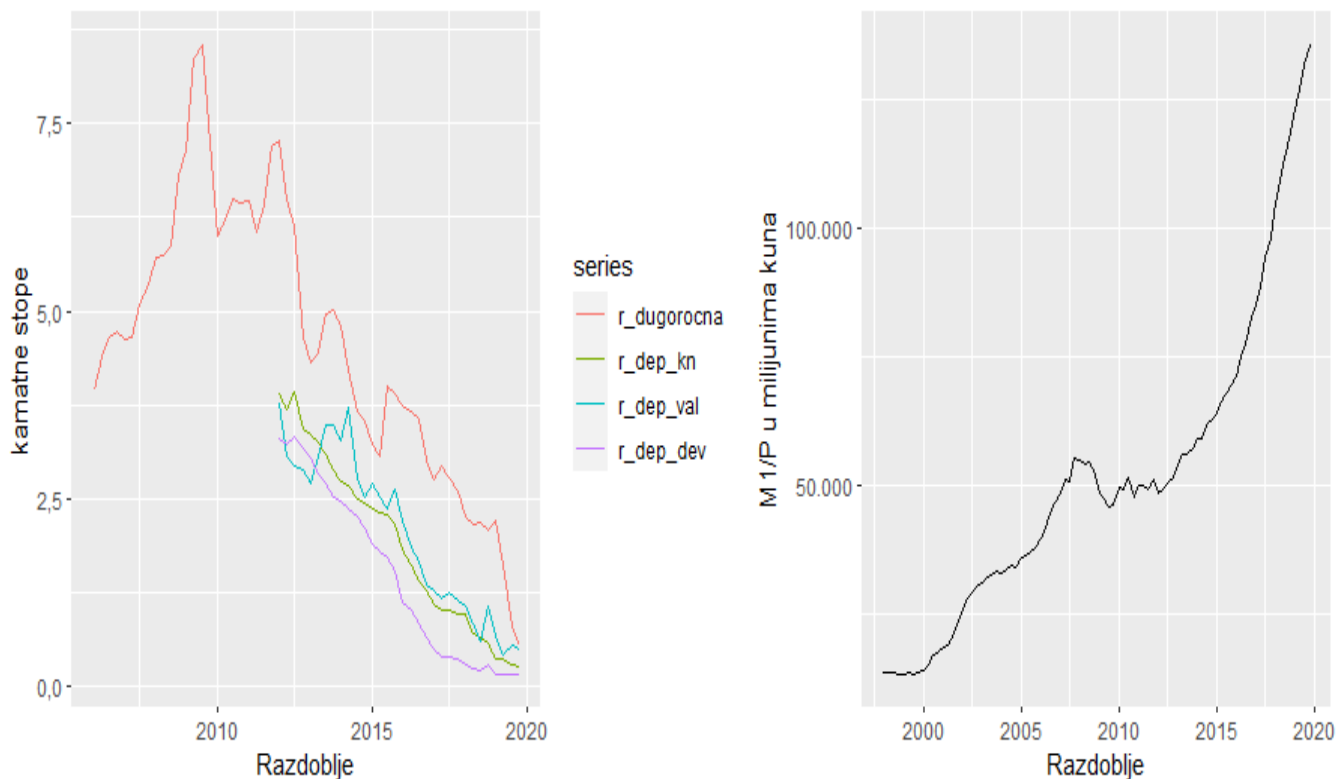 kamatne stope
7,5
5,0
2,5
0,0
2010
2015
2020
Razdoblje
series
r_dugorocna
r_dep_kn
r_dep_val
r_dep_dev
M1/P u milijunima kuna
100.000
50.000
2000
2005
2010
2015
2020
Razdoblje